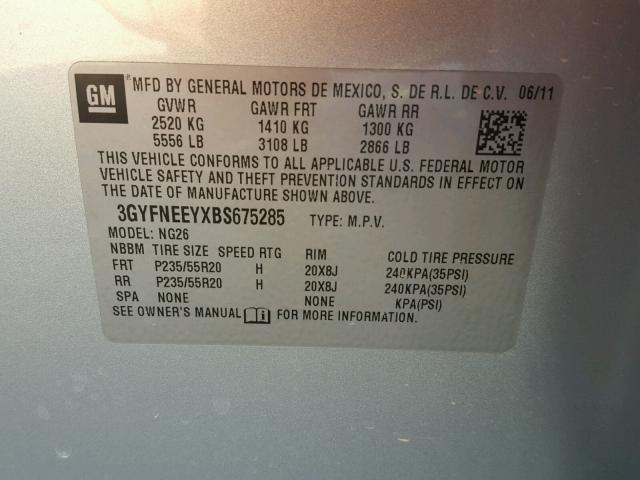 GM MFD BY GENERAL MOTORS DE MEXICO, S. DE R.L. DE C.V. 06/11
GVWR GAWR FRT GAWR RR
2520 KG 1410 KG 1300 KG
5556 LB 3108 LB 2866 LB
THIS VEHICLE CONFORMS TO ALL APPLICABLE U.S. FEDERAL MOTOR
VEHICLE SAFETY AND THEFT PREVENTION STANDARDS IN EFFECT ON
THE DATE OF MANUFACTURE SHOWN ABOVE.
3GYFNEEYXBS675285 TYPE: M.P.V.
MODEL: NG26
NBBM TIRE SIZE SPEED RTG RIM COLD TIRE PRESSURE
FRT P235/55R20 H 20X8J 240KPA(35PSI)
RR P235/55R20 H 20X8J 240KPA(35PSI)
SPA NONE NONE KPA(PSI)
SEE OWNER'S MANUAL FOR MORE INFORMATION.